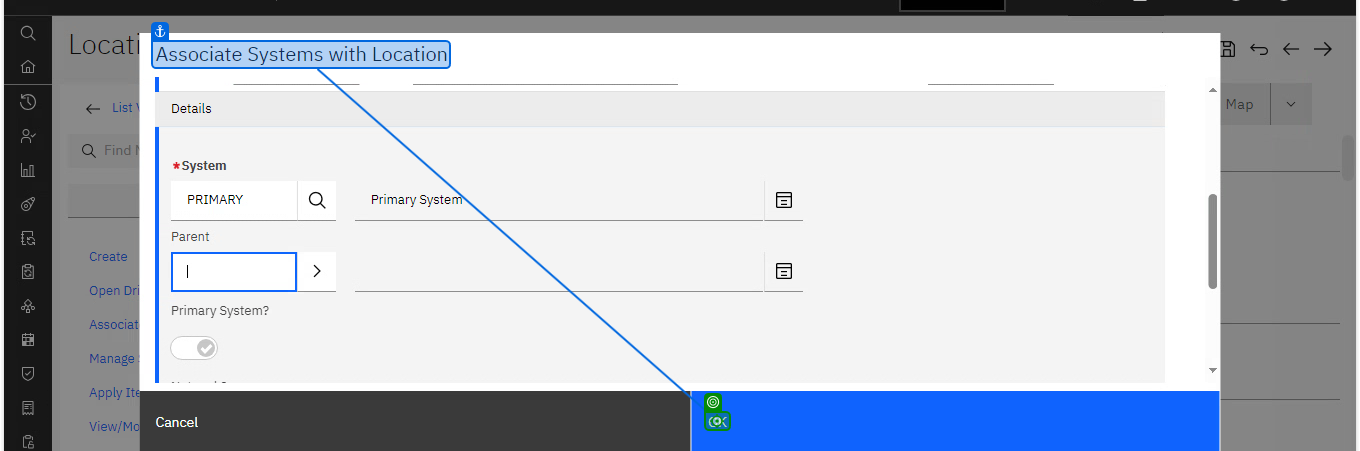 Locati
Associate Systems with Location
List
Details
Map
Find
*System
PRIMARY
Primary System
Parent
Create
Open Dri
Primary System?
Associat
Manage
Apply Ite
View/Mo
Cancel
OK